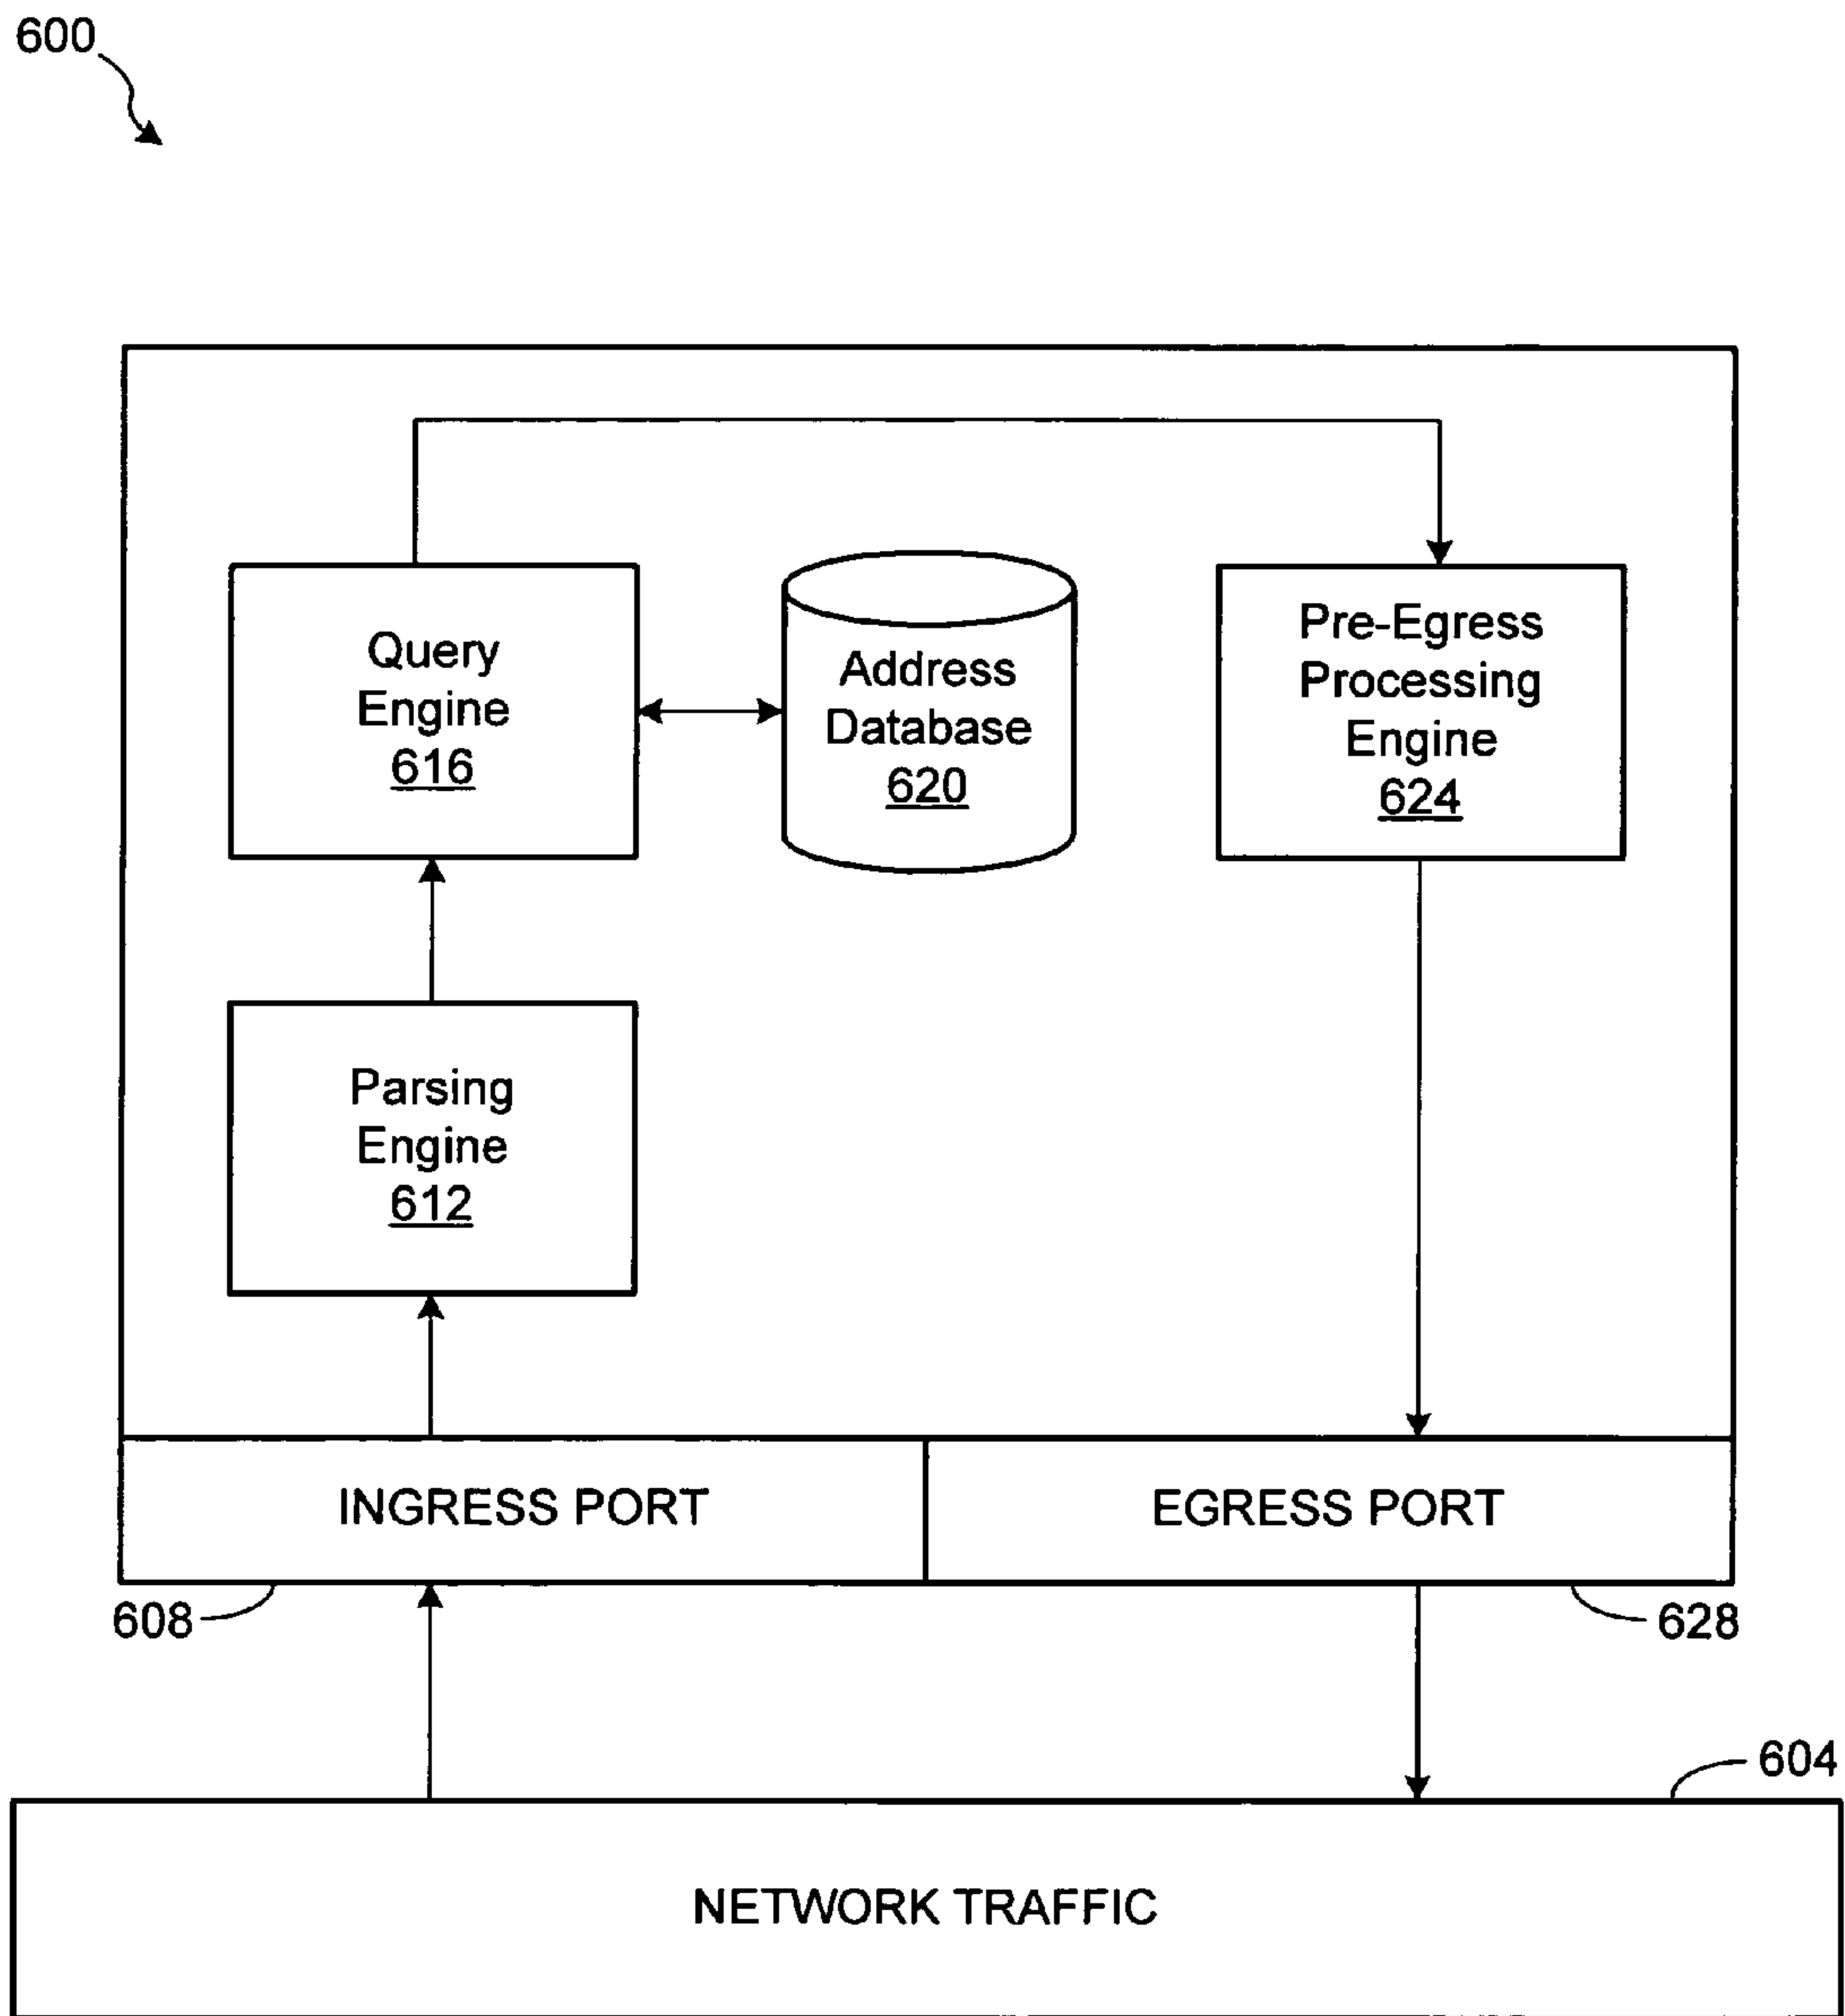 600
Query
Engine
616
Address
Database
620
Pre-Egress
Processing
Engine
624
Parsing
Engine
612
INGRESS PORT
EGRESS PORT
608
628
604
NETWORK TRAFFIC